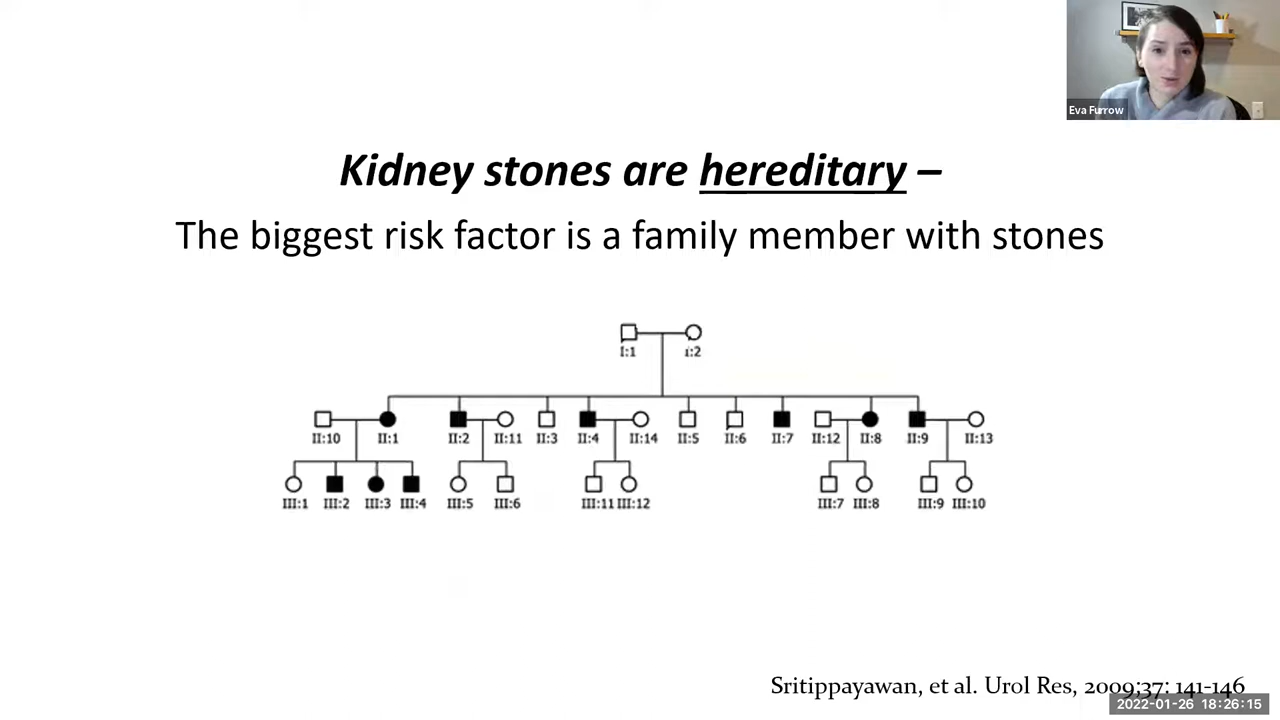 Eva Furrow
Kidney stones are hereditary –
The biggest risk factor is a family member with stones
I:1 I:2
II:10 II:1 II:2 II:11 II:3 II:4 II:14 II:5 II:6 II:7 II:12 II:8 II:9 II:13
III:1 III:2 III:3 III:4 III:5 III:6 III:11 III:12 III:7 III:8 III:9 III:10
Sritippayawan, et al. Urol Res, 2009;37: 141-146
2022-01-26 18:26:15